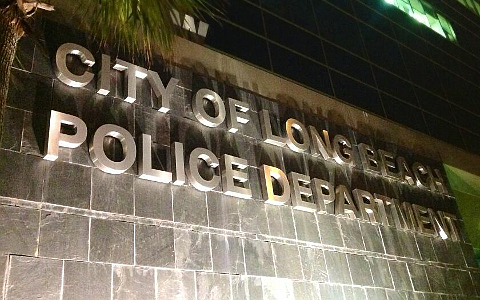 CITY OF LONG BEACH
POLICE DEPARTMENT